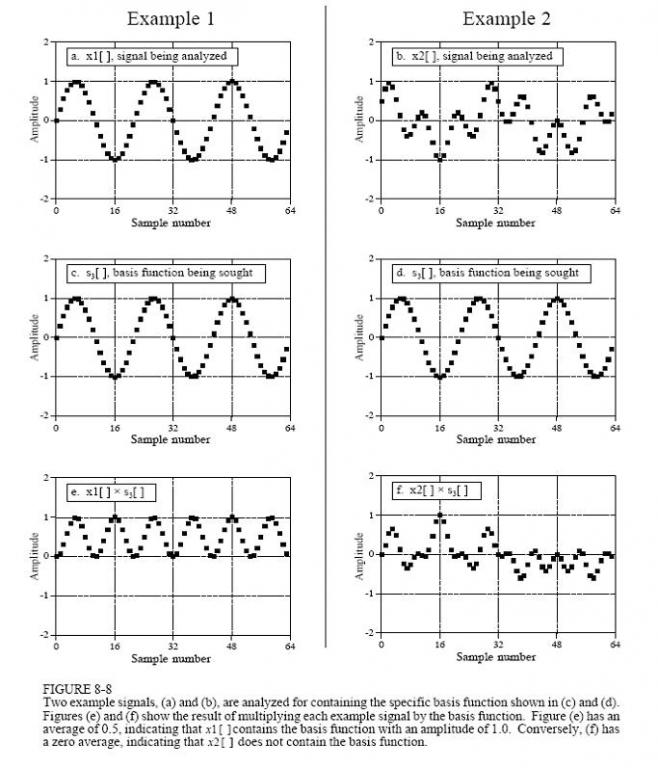 Example 1
Example 2
a. x1[ ], signal being analyzed
2
1
0
-1
-2
Amplitude
0 16 32 48 64
Sample number
b. x2[ ], signal being analyzed
2
1
0
-1
-2
Amplitude
0 16 32 48 64
Sample number
c. s3[ ], basis function being sought
2
1
0
-1
-2
Amplitude
0 16 32 48 64
Sample number
d. s3[ ], basis function being sought
2
1
0
-1
-2
Amplitude
0 16 32 48 64
Sample number
e. x1[ ] × s3[ ]
2
1
0
-1
-2
Amplitude
0 16 32 48 64
Sample number
f. x2[ ] × s3[ ]
2
1
0
-1
-2
Amplitude
0 16 32 48 64
Sample number
FIGURE 8-8
Two example signals, (a) and (b), are analyzed for containing the specific basis function shown in (c) and (d).
Figures (e) and (f) show the result of multiplying each example signal by the basis function. Figure (e) has an
average of 0.5, indicating that x1[ ]contains the basis function with an amplitude of 1.0. Conversely, (f) has
a zero average, indicating that x2[ ] does not contain the basis function.